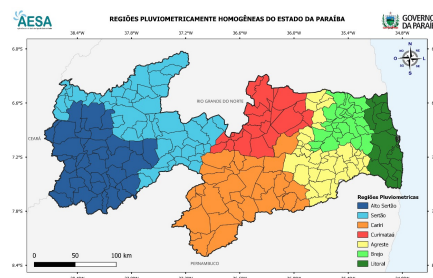 AESA
REGIÕES PLUVIOMETRICAMENTE HOMOGÊNEAS DO ESTADO DA PARAÍBA
GOVERNO
DA PARAÍ
38.4°W 37.8°W 37.2°W 36.6°W 36.0°W 35.4°W 34.8°W
6.0°S
N
S
RIO GRANDE DO NORTE
6.6°S
CEARÁ
7.2°S
7.8°S
Regiões Pluviometricas
Alto Sertão
Sertão
Cariri
Curimataú
Agreste
Brejo
Litoral
0 50 100 km
PERNAMBUCO
8.4°S